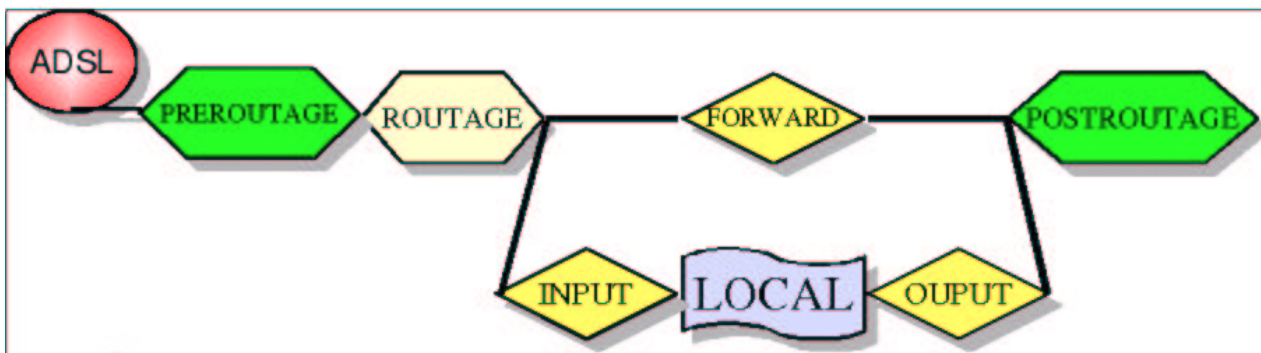 ADSL
PREROUTAGE
ROUTAGE
FORWARD
POSTROUTAGE
INPUT
LOCAL
OUPUT